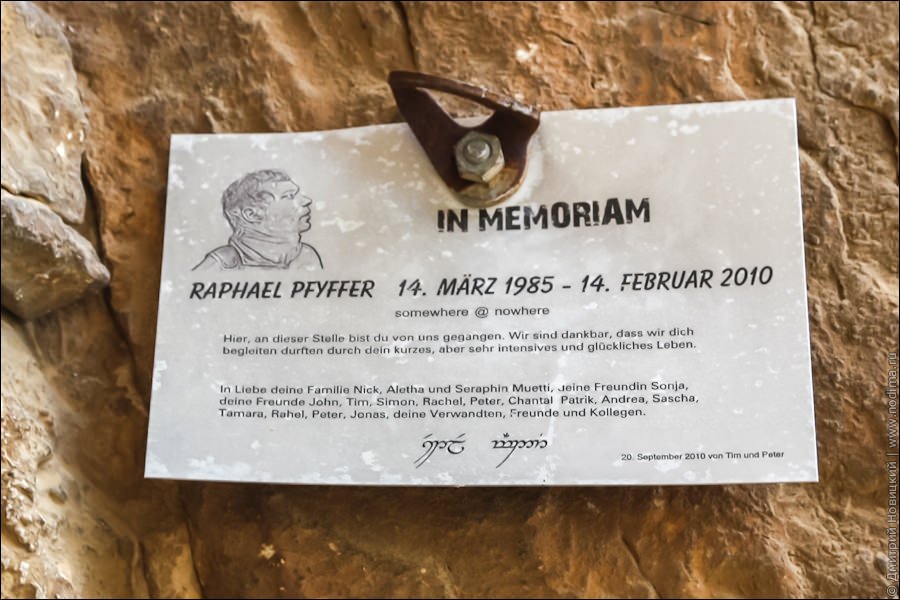 IN MEMORIAM
RAPHAEL PFYFFER 14. MÄRZ 1985 - 14. FEBRUAR 2010
somewhere @ nowhere
Hier, an dieser Stelle bist du von uns gegangen. Wir sind dankbar, dass wir dich
begleiten durften durch dein kurzes, aber sehr intensives und glückliches Leben.
In Liebe deine Familie Nick, Aletha und Seraphin Muetti, deine Freundin Sonja,
deine Freunde John, Tim, Simon, Rachel, Peter, Chantal Patrik, Andrea, Sascha,
Tamara, Rahel, Peter, Jonas, deine Verwandten, Freunde und Kollegen.
20. September 2010 von Tim und Peter
© Дмитрий Новицкий | www.nodima.ru